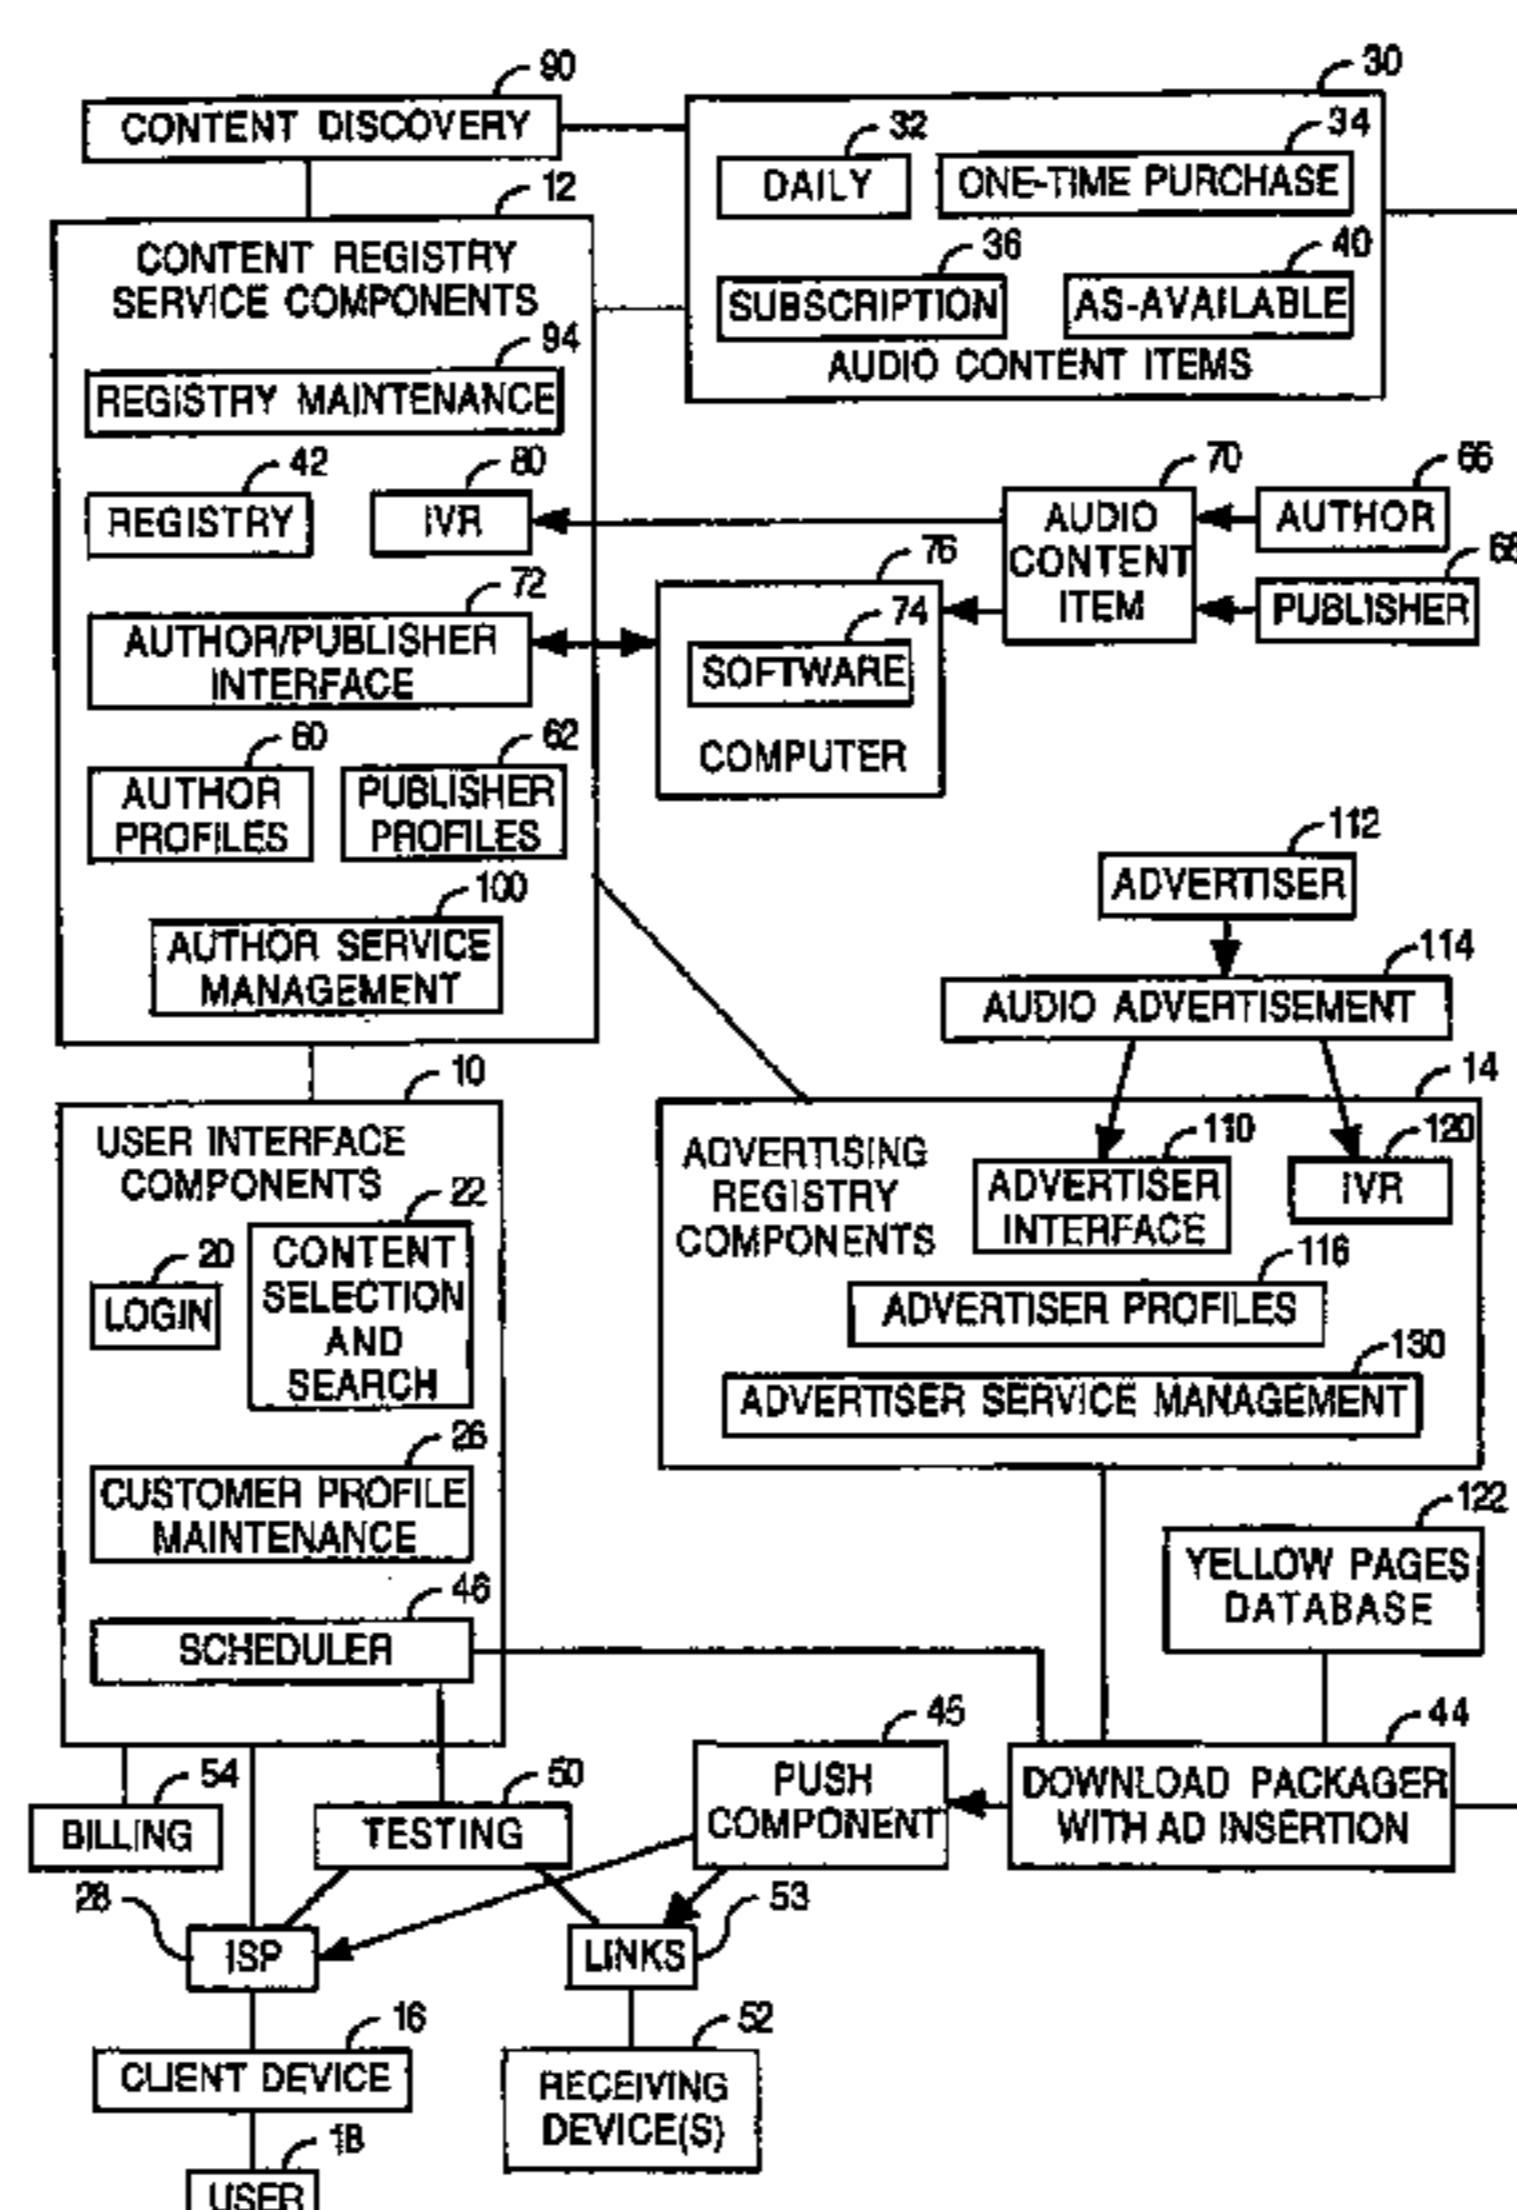 90
CONTENT DISCOVERY
30
32
DAILY
34
ONE-TIME PURCHASE
36
SUBSCRIPTION
40
AS-AVAILABLE
AUDIO CONTENT ITEMS
12
CONTENT REGISTRY
SERVICE COMPONENTS
94
REGISTRY MAINTENANCE
42
REGISTRY
80
IVR
70
AUDIO
CONTENT
ITEM
66
AUTHOR
68
PUBLISHER
72
AUTHOR/PUBLISHER
INTERFACE
76
74
SOFTWARE
COMPUTER
60
AUTHOR
PROFILES
62
PUBLISHER
PROFILES
100
AUTHOR SERVICE
MANAGEMENT
112
ADVERTISER
114
AUDIO ADVERTISEMENT
10
USER INTERFACE
COMPONENTS
20
LOGIN
22
CONTENT
SELECTION
AND
SEARCH
26
CUSTOMER PROFILE
MAINTENANCE
46
SCHEDULER
14
ADVERTISING
REGISTRY
COMPONENTS
110
ADVERTISER
INTERFACE
120
IVR
116
ADVERTISER PROFILES
130
ADVERTISER SERVICE MANAGEMENT
122
YELLOW PAGES
DATABASE
54
BILLING
50
TESTING
45
PUSH
COMPONENT
44
DOWNLOAD PACKAGER
WITH AD INSERTION
28
ISP
53
LINKS
16
CLIENT DEVICE
52
RECEIVING
DEVICE(S)
18
USER